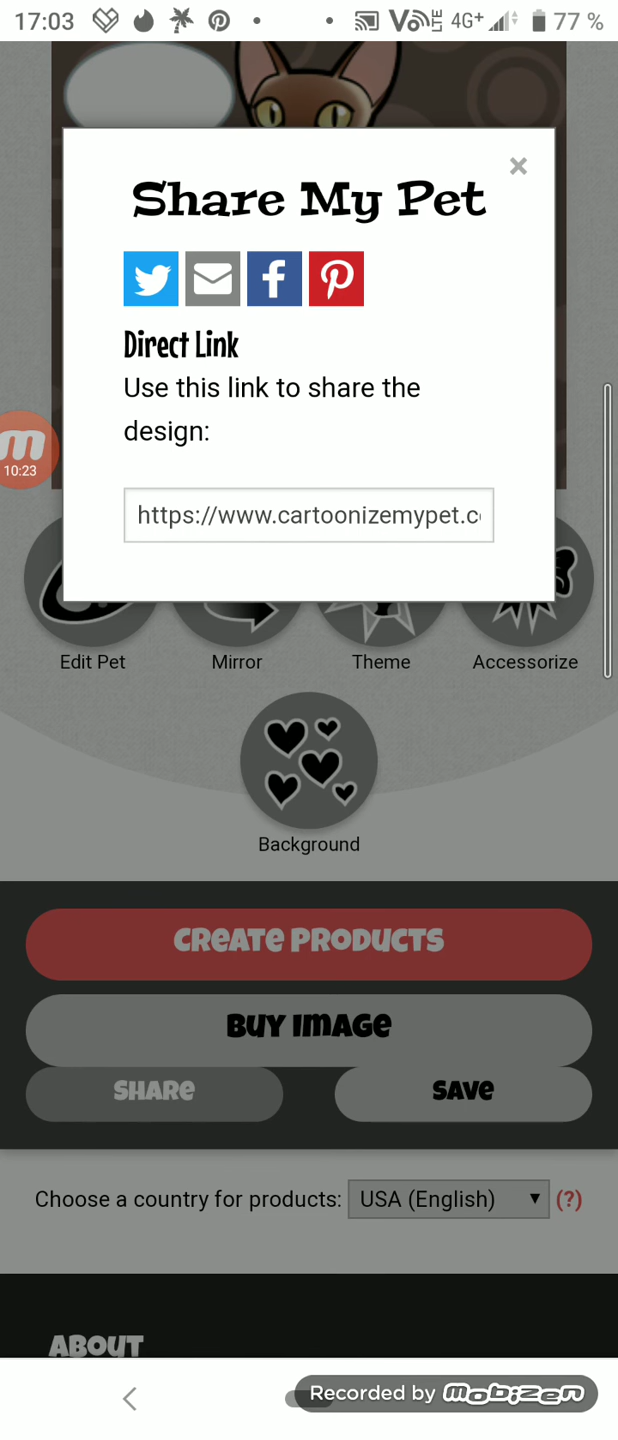 17:03
VoLTE 4G+ 77 %
×
Share My Pet
Direct Link
Use this link to share the
design:
https://www.cartoonizemypet.c
10:23
Edit Pet
Mirror
Theme
Accessorize
Background
CREATE PRODUCTS
BUY IMAGE
SHARE
SAVE
Choose a country for products: USA (English) (?)
ABOUT
Recorded by mobizen